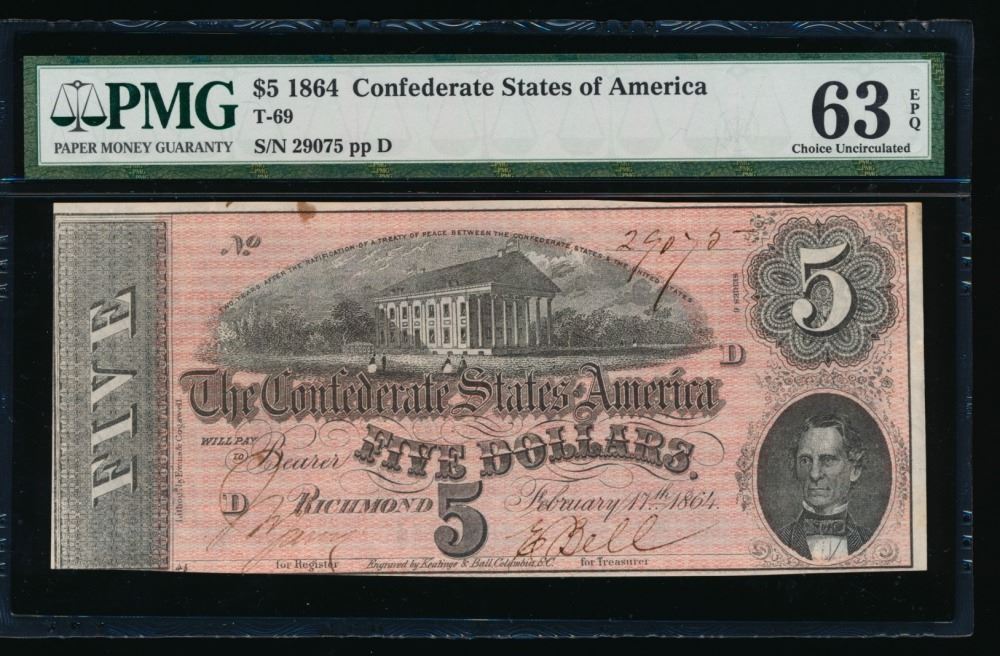 PMG
PAPER MONEY GUARANTY
$5 1864 Confederate States of America
T-69
S/N 29075 pp D
63
EPQ
Choice Uncirculated
No
29075
TWO YEARS AFTER THE RATIFICATION OF A TREATY OF PEACE BETWEEN THE CONFEDERATE STATES & THE UNITED STATES
SERIES 6
5
D
FIVE
The Confederate States of America
WILL PAY
TO
Bearer
FIVE DOLLARS.
D
RICHMOND
5
February 17th 1864.
E Bell
for Register
Engraved by Keatinge & Ball, Columbia, S.C.
for Treasurer